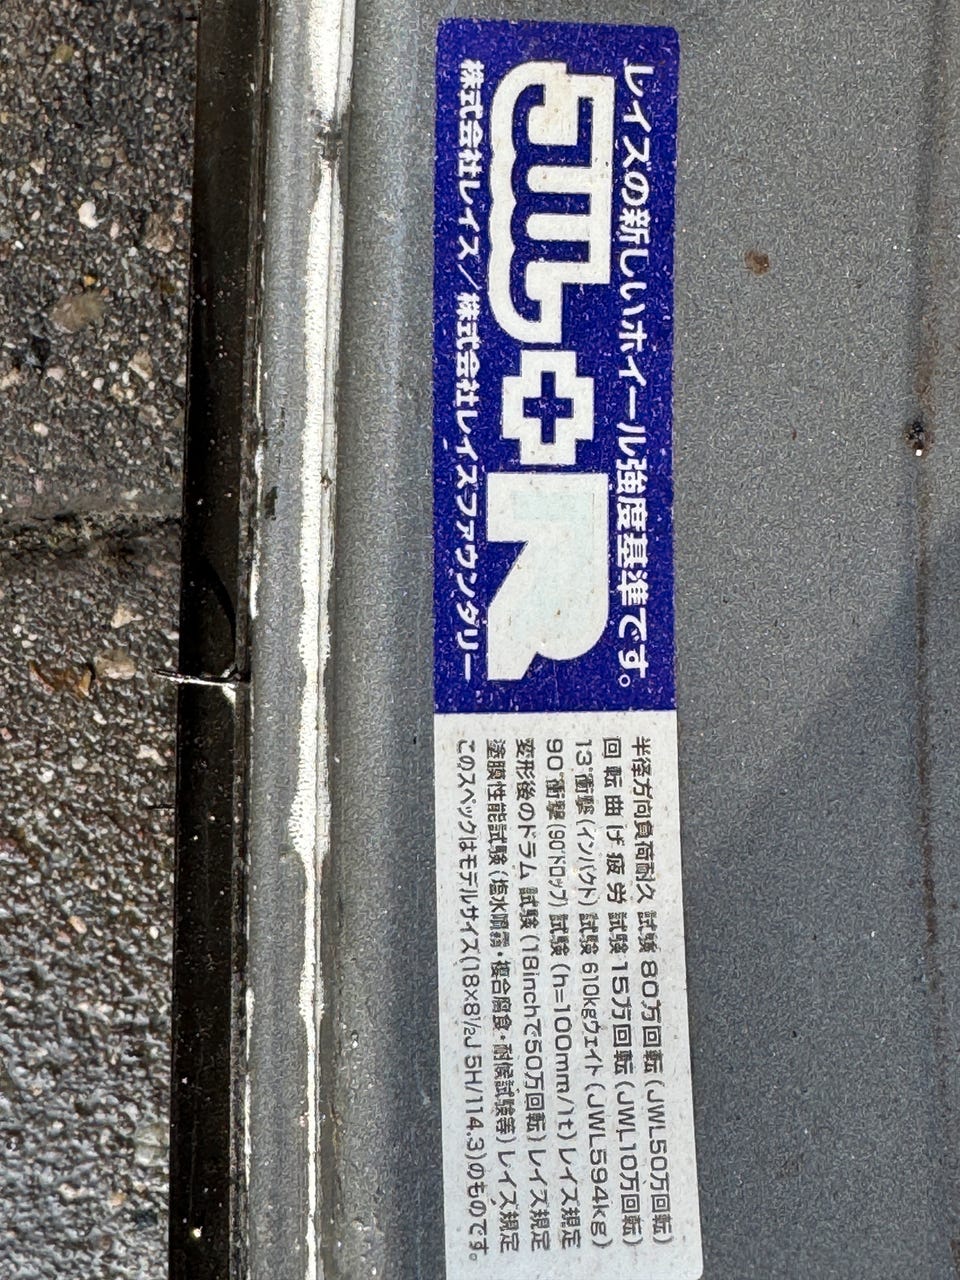 レイズの新しいホイール強度基準です。
JWL+R
株式会社レイズ/株式会社レイズファウンダリー
半径方向負荷耐久 試験 80万回転(JWL50万回転)
回転曲げ疲労 試験 15万回転(JWL10万回転)
13°衝撃(インパクト)試験 610kgウェイト(JWL594kg)
90°衝撃(90°ドロップ)試験(h=100mm/1t)レイズ規定
変形後のドラム 試験(18inchで50万回転)レイズ規定
塗膜性能試験(塩水噴霧・複合腐食・耐候試験等)レイズ規定
このスペックはモデルサイズ(18×8½J 5H/114.3)のものです。